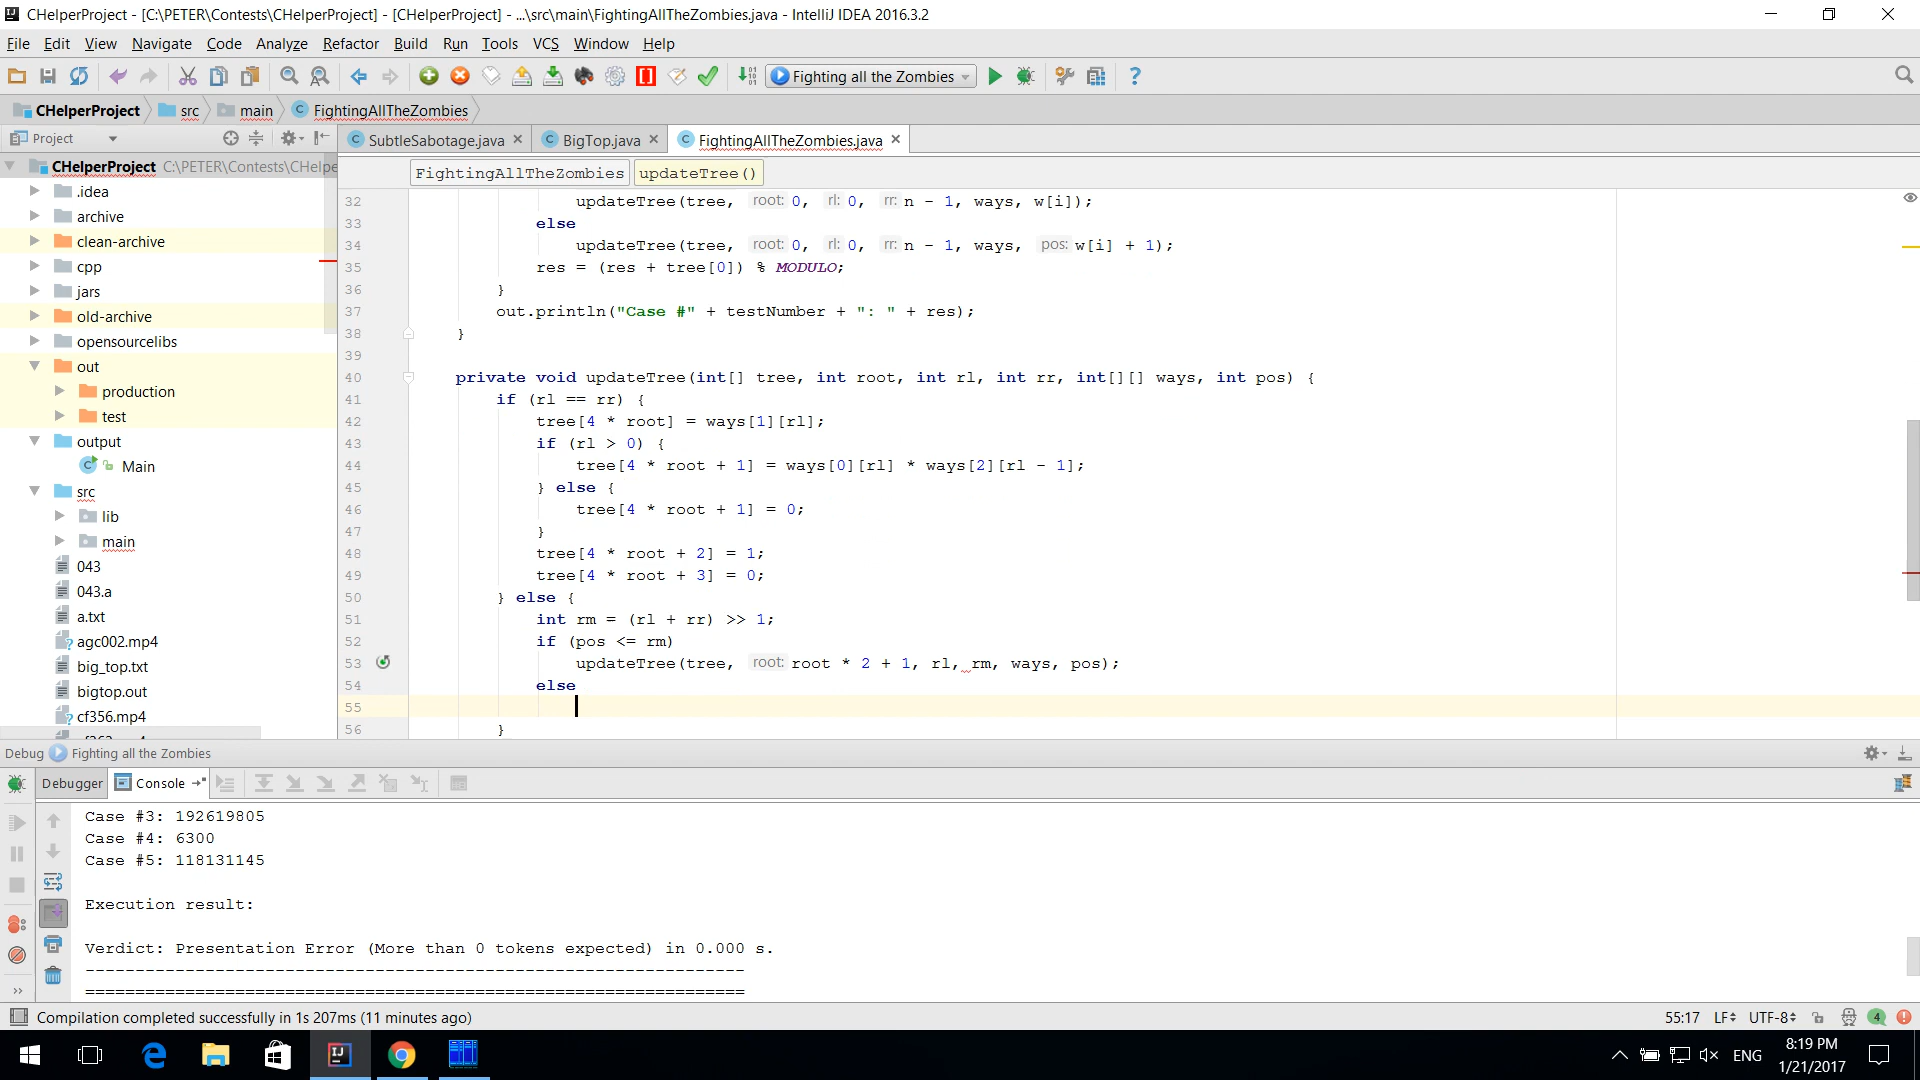 CHelperProject - [C:\PETER\Contests\CHelperProject] - [CHelperProject] - ...\src\main\FightingAllTheZombies.java - IntelliJ IDEA 2016.3.2
File Edit View Navigate Code Analyze Refactor Build Run Tools VCS Window Help
Fighting all the Zombies
CHelperProject src main FightingAllTheZombies
Project
SubtleSabotage.java BigTop.java FightingAllTheZombies.java
CHelperProject C:\PETER\Contests\CHelpe
.idea
archive
clean-archive
cpp
jars
old-archive
opensourcelibs
out
production
test
output
Main
src
lib
main
043
043.a
a.txt
agc002.mp4
big_top.txt
bigtop.out
cf356.mp4
FightingAllTheZombies updateTree()
32 updateTree(tree, root: 0, rl: 0, rr: n - 1, ways, w[i]);
33 else
34 updateTree(tree, root: 0, rl: 0, rr: n - 1, ways, pos: w[i] + 1);
35 res = (res + tree[0]) % MODULO;
36 }
37 out.println("Case #" + testNumber + ": " + res);
38 }
39
40 private void updateTree(int[] tree, int root, int rl, int rr, int[][] ways, int pos) {
41 if (rl == rr) {
42 tree[4 * root] = ways[1][rl];
43 if (rl > 0) {
44 tree[4 * root + 1] = ways[0][rl] * ways[2][rl - 1];
45 } else {
46 tree[4 * root + 1] = 0;
47 }
48 tree[4 * root + 2] = 1;
49 tree[4 * root + 3] = 0;
50 } else {
51 int rm = (rl + rr) >> 1;
52 if (pos <= rm)
53 updateTree(tree, root: root * 2 + 1, rl, rm, ways, pos);
54 else
55
56 }
Debug Fighting all the Zombies
Debugger Console
Case #3: 192619805
Case #4: 6300
Case #5: 118131145
Execution result:
Verdict: Presentation Error (More than 0 tokens expected) in 0.000 s.
------------------------------------------------------------------
==================================================================
Compilation completed successfully in 1s 207ms (11 minutes ago)
55:17 LF UTF-8 4
ENG
8:19 PM
1/21/2017